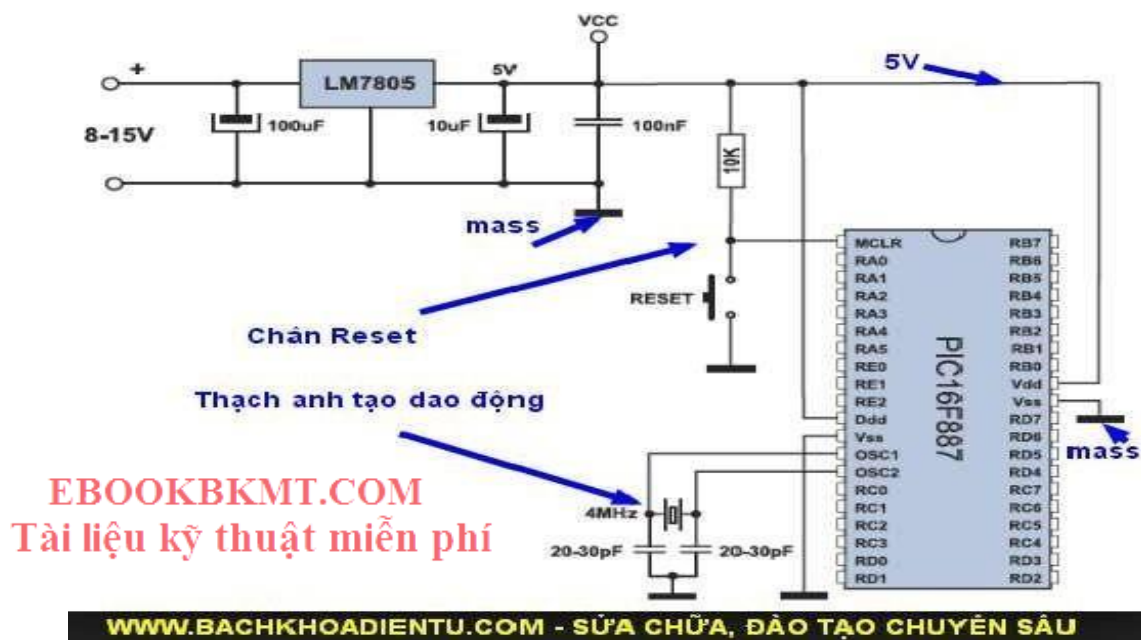 VCC
+
LM7805
5V
5V
100uF
10uF
100nF
8-15V
10K
mass
MCLR
RA0
RA1
RA2
RA3
RA4
RA5
RE0
RE1
RE2
Ddd
Vss
OSC1
OSC2
RC0
RC1
RC2
RC3
RD0
RD1
PIC16F887
RB7
RB6
RB5
RB4
RB3
RB2
RB1
RB0
Vdd
Vss
RD7
RD6
RD5
RD4
RC7
RC6
RC5
RC4
RD3
RD2
RESET
Chân Reset
Thạch anh tạo dao động
mass
EBOOKBKMT.COM
Tài liệu kỹ thuật miễn phí
4MHz
20-30pF
20-30pF
WWW.BACHKHOADIENTU.COM - SỬA CHỮA, ĐÀO TẠO CHUYÊN SÂU